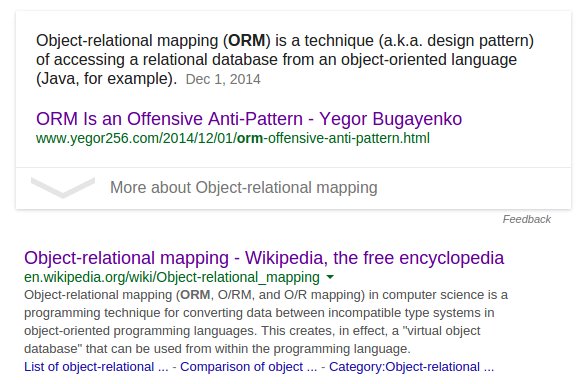 Object-relational mapping (ORM) is a technique (a.k.a. design pattern)
of accessing a relational database from an object-oriented language
(Java, for example). Dec 1, 2014
ORM Is an Offensive Anti-Pattern - Yegor Bugayenko
www.yegor256.com/2014/12/01/orm-offensive-anti-pattern.html
More about Object-relational mapping
Feedback
Object-relational mapping - Wikipedia, the free encyclopedia
en.wikipedia.org/wiki/Object-relational_mapping
Object-relational mapping (ORM, O/RM, and O/R mapping) in computer science is a
programming technique for converting data between incompatible type systems in
object-oriented programming languages. This creates, in effect, a "virtual object
database" that can be used from within the programming language.
List of object-relational ... - Comparison of object ... - Category:Object-relational ...